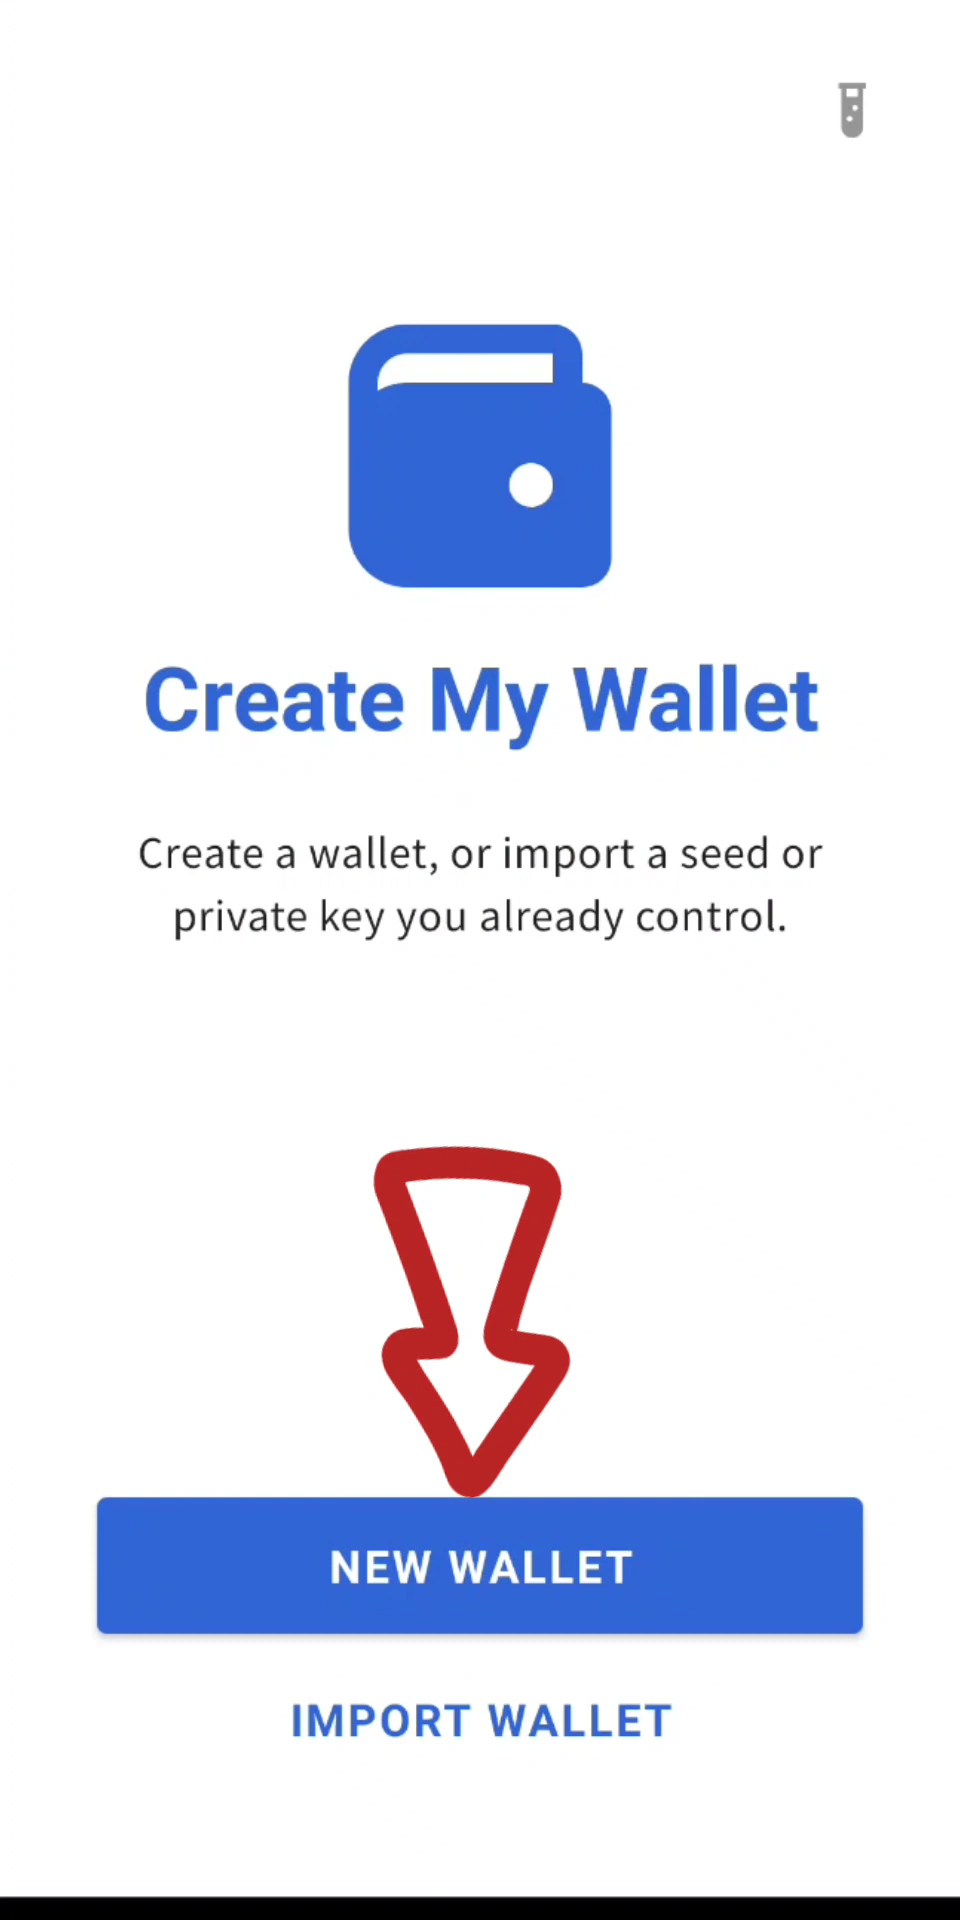 Create My Wallet
Create a wallet, or import a seed or
private key you already control.
NEW WALLET
IMPORT WALLET